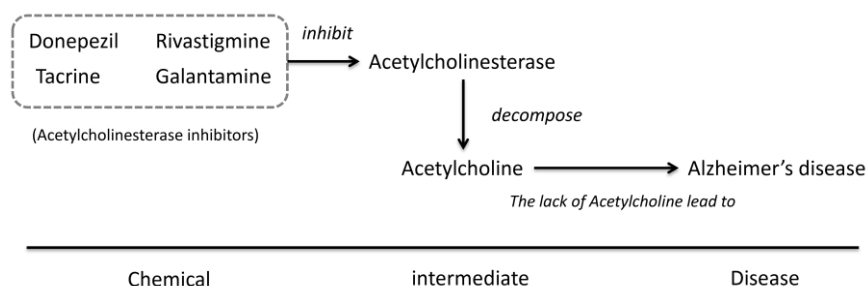 Donepezil Rivastigmine
Tacrine Galantamine
(Acetylcholinesterase inhibitors)
inhibit
Acetylcholinesterase
decompose
Acetylcholine
Alzheimer’s disease
The lack of Acetylcholine lead to
Chemical intermediate Disease